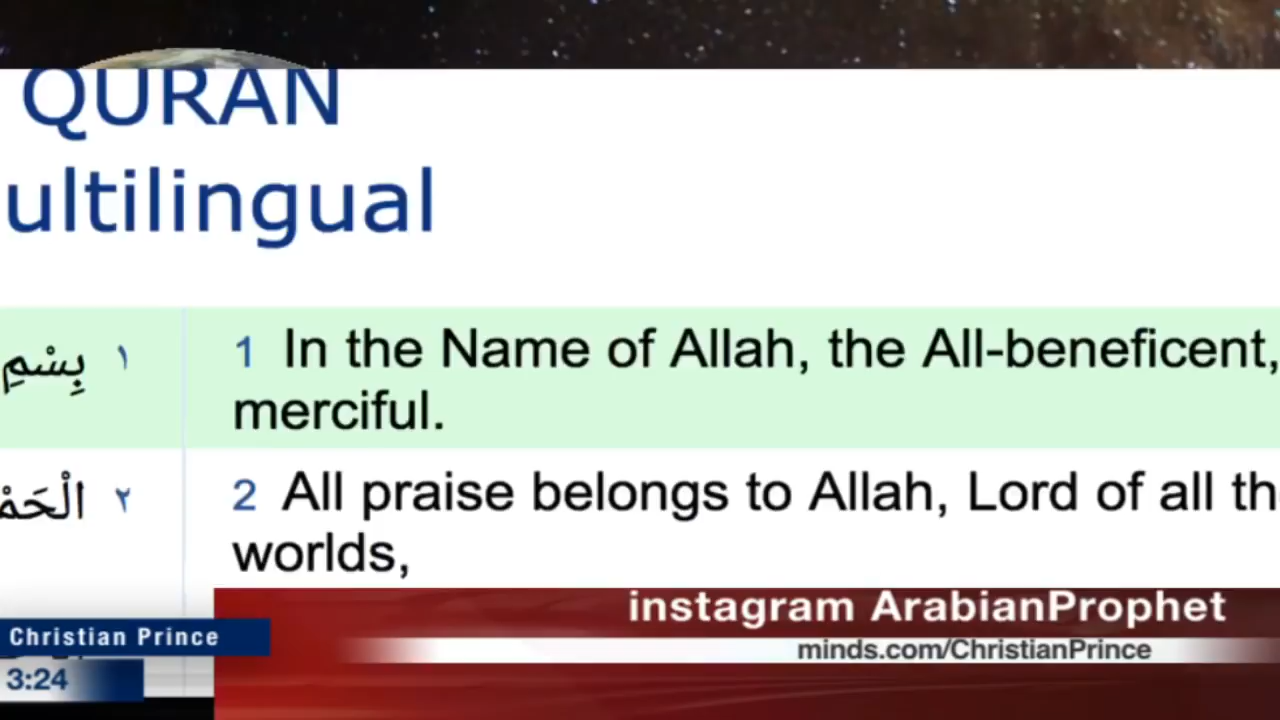 QURAN
ultilingual
١ بِسْمِ
1 In the Name of Allah, the All-beneficent,
merciful.
٢ الْحَمْ
2 All praise belongs to Allah, Lord of all th
worlds,
instagram ArabianProphet
Christian Prince
minds.com/ChristianPrince
3:24